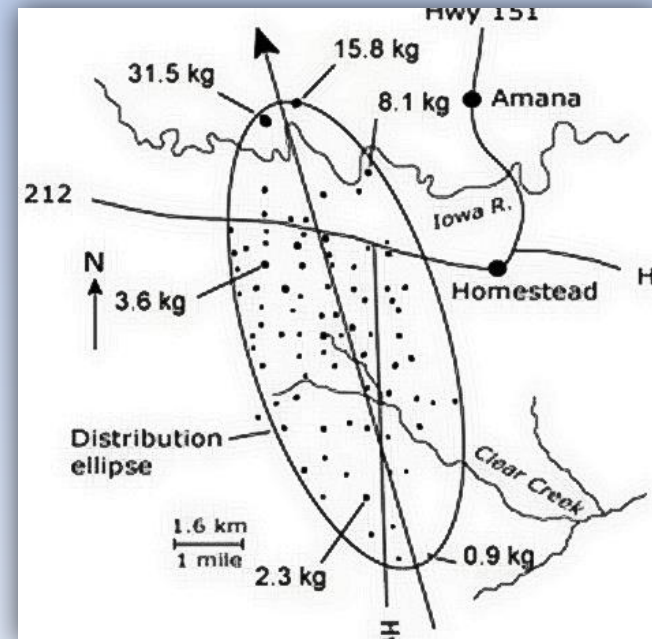 Hwy 151
15.8 kg
31.5 kg
8.1 kg
Amana
212
Iowa R.
N
Homestead
H
3.6 kg
Distribution
ellipse
Clear Creek
1.6 km
1 mile
0.9 kg
2.3 kg
H